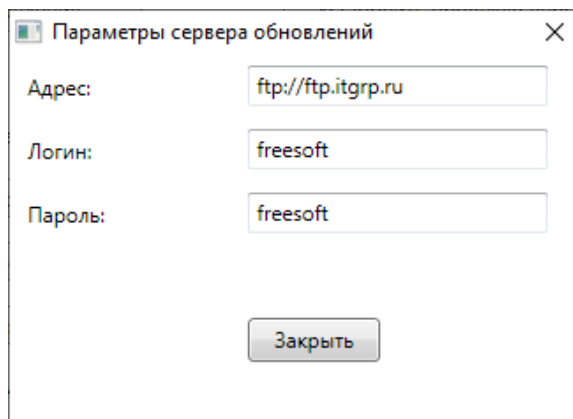 Параметры сервера обновлений
Адрес: ftp://ftp.itgrp.ru
Логин: freesoft
Пароль: freesoft
Закрыть